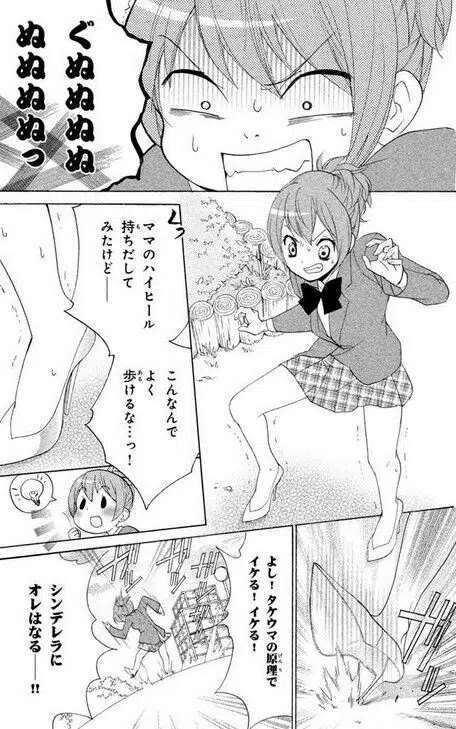 ぐぬぬぬぬ
ぬぬぬぬっ
くっ
ママのハイヒール
持ちだして
みたけど──
こんなんで
よく
歩けるな…っ！
よし！タケウマの原理で
イケる！イケる！
シンデレラに
オレはなる──!!